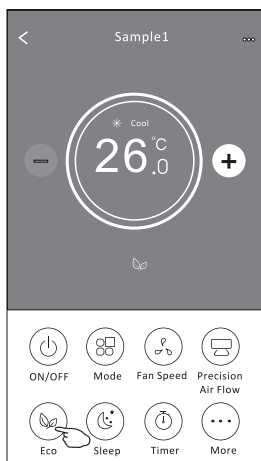 Sample1
Cool
26.0°C
ON/OFF Mode Fan Speed Precision Air Flow
Eco Sleep Timer More